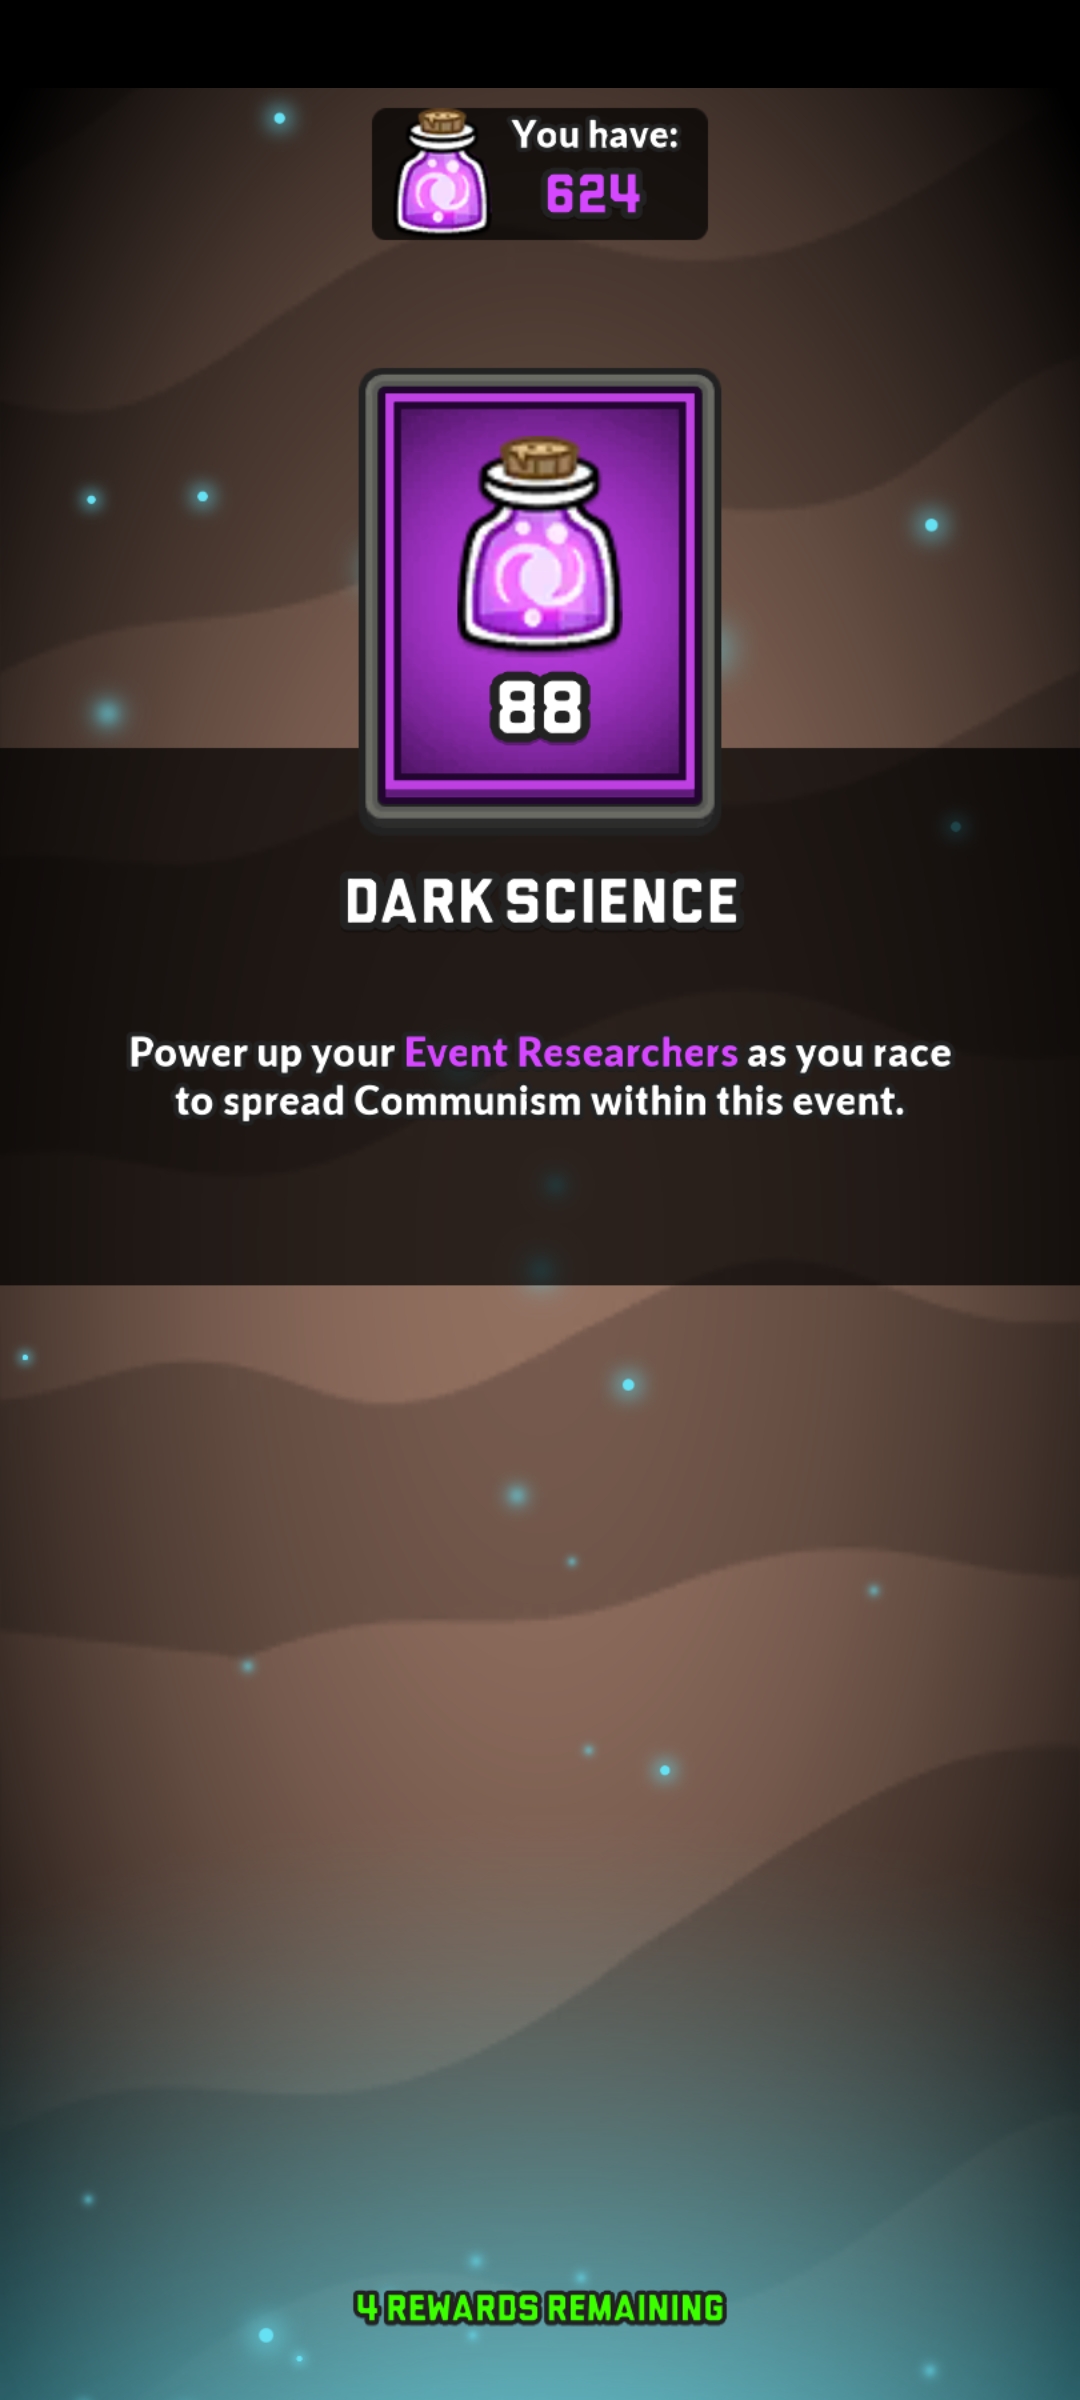 You have:
624
88
DARK SCIENCE
Power up your Event Researchers as you race
to spread Communism within this event.
4 REWARDS REMAINING